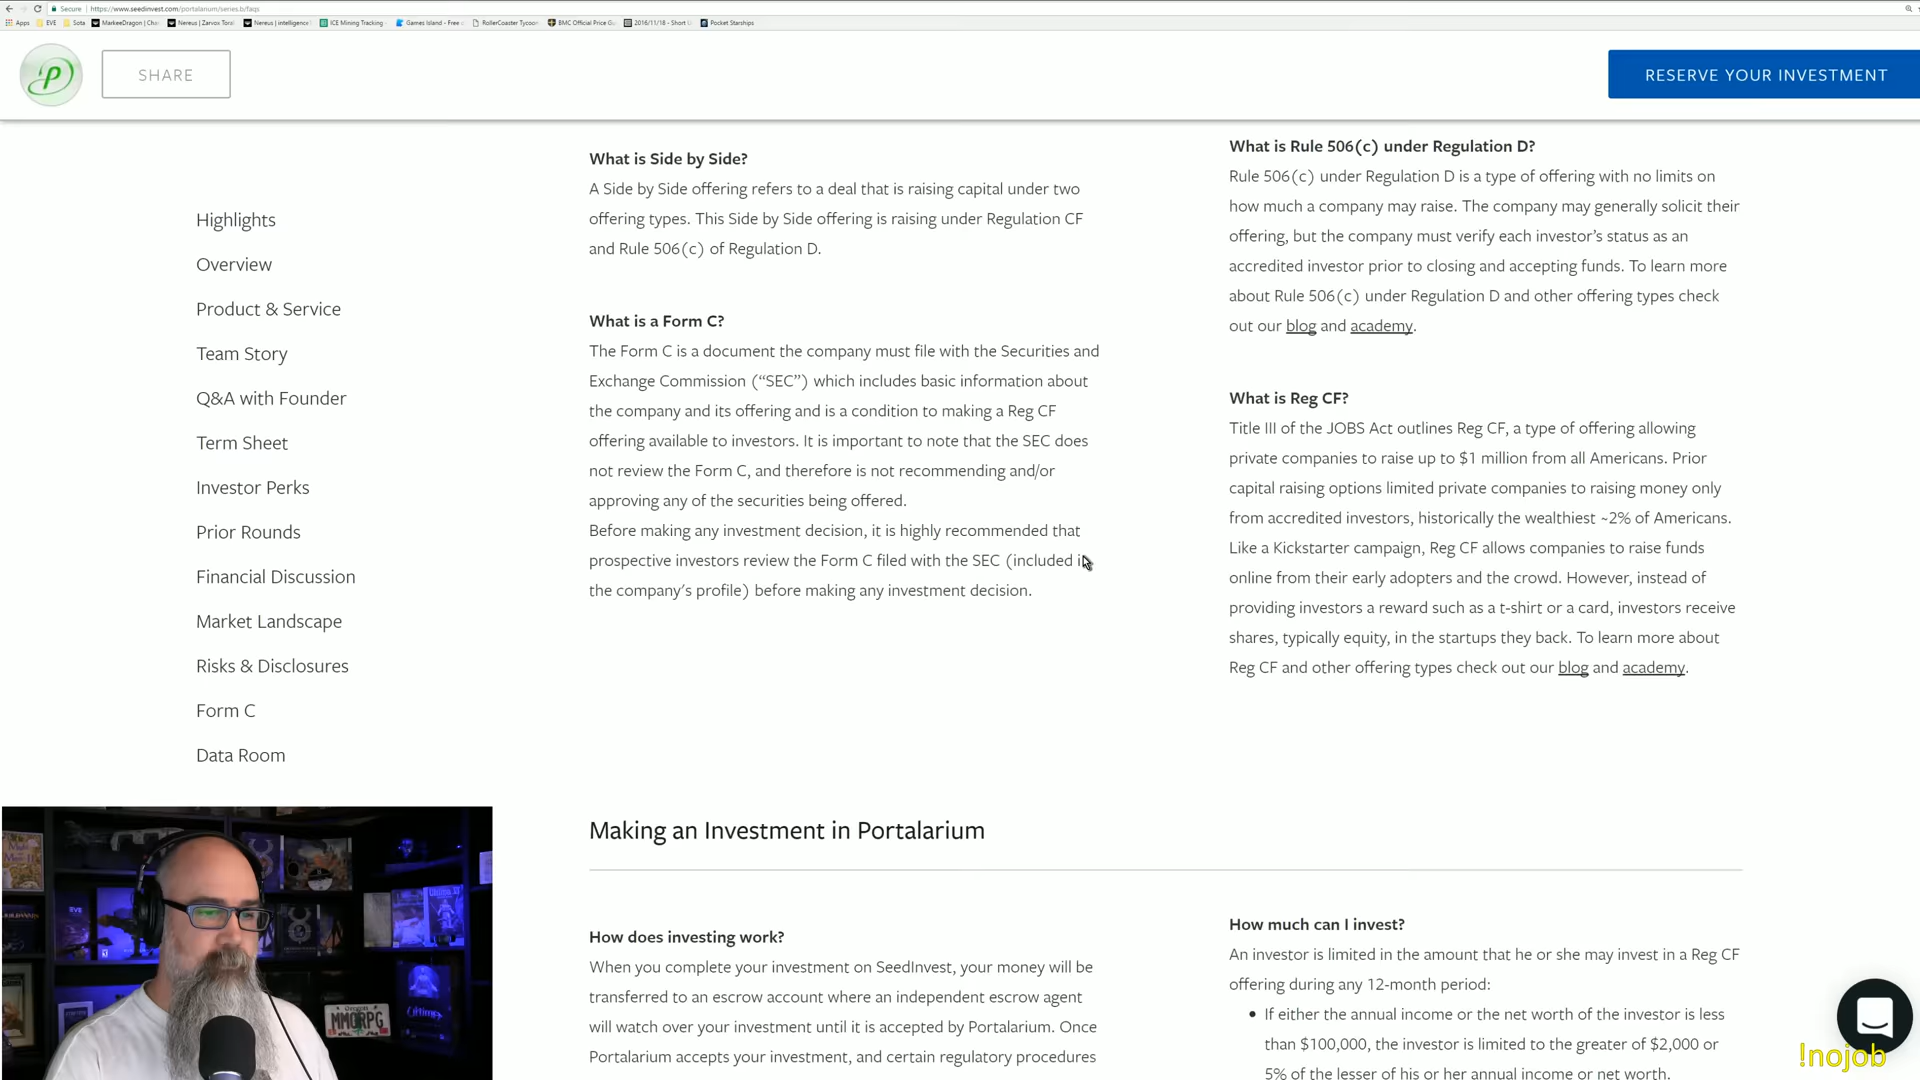 Secure | https://www.seedinvest.com/portalarium/series.b/faqs
Apps EVE Sota MarkeeDragon | Cha Nereus | Zarvox Toral Nereus | intelligence ICE Mining Tracking Games Island - Free RollerCoaster Tycoon BMC Official Price Gu 2016/11/18 - Short U Pocket Starships
SHARE
RESERVE YOUR INVESTMENT
Highlights
Overview
Product & Service
Team Story
Q&A with Founder
Term Sheet
Investor Perks
Prior Rounds
Financial Discussion
Market Landscape
Risks & Disclosures
Form C
Data Room
What is Side by Side?
A Side by Side offering refers to a deal that is raising capital under two
offering types. This Side by Side offering is raising under Regulation CF
and Rule 506(c) of Regulation D.
What is a Form C?
The Form C is a document the company must file with the Securities and
Exchange Commission (“SEC”) which includes basic information about
the company and its offering and is a condition to making a Reg CF
offering available to investors. It is important to note that the SEC does
not review the Form C, and therefore is not recommending and/or
approving any of the securities being offered.
Before making any investment decision, it is highly recommended that
prospective investors review the Form C filed with the SEC (included in
the company's profile) before making any investment decision.
What is Rule 506(c) under Regulation D?
Rule 506(c) under Regulation D is a type of offering with no limits on
how much a company may raise. The company may generally solicit their
offering, but the company must verify each investor’s status as an
accredited investor prior to closing and accepting funds. To learn more
about Rule 506(c) under Regulation D and other offering types check
out our blog and academy.
What is Reg CF?
Title III of the JOBS Act outlines Reg CF, a type of offering allowing
private companies to raise up to $1 million from all Americans. Prior
capital raising options limited private companies to raising money only
from accredited investors, historically the wealthiest ~2% of Americans.
Like a Kickstarter campaign, Reg CF allows companies to raise funds
online from their early adopters and the crowd. However, instead of
providing investors a reward such as a t-shirt or a card, investors receive
shares, typically equity, in the startups they back. To learn more about
Reg CF and other offering types check out our blog and academy.
Making an Investment in Portalarium
How does investing work?
When you complete your investment on SeedInvest, your money will be
transferred to an escrow account where an independent escrow agent
will watch over your investment until it is accepted by Portalarium. Once
Portalarium accepts your investment, and certain regulatory procedures
How much can I invest?
An investor is limited in the amount that he or she may invest in a Reg CF
offering during any 12-month period:
• If either the annual income or the net worth of the investor is less
than $100,000, the investor is limited to the greater of $2,000 or
5% of the lesser of his or her annual income or net worth.
MMORPG
!nojob